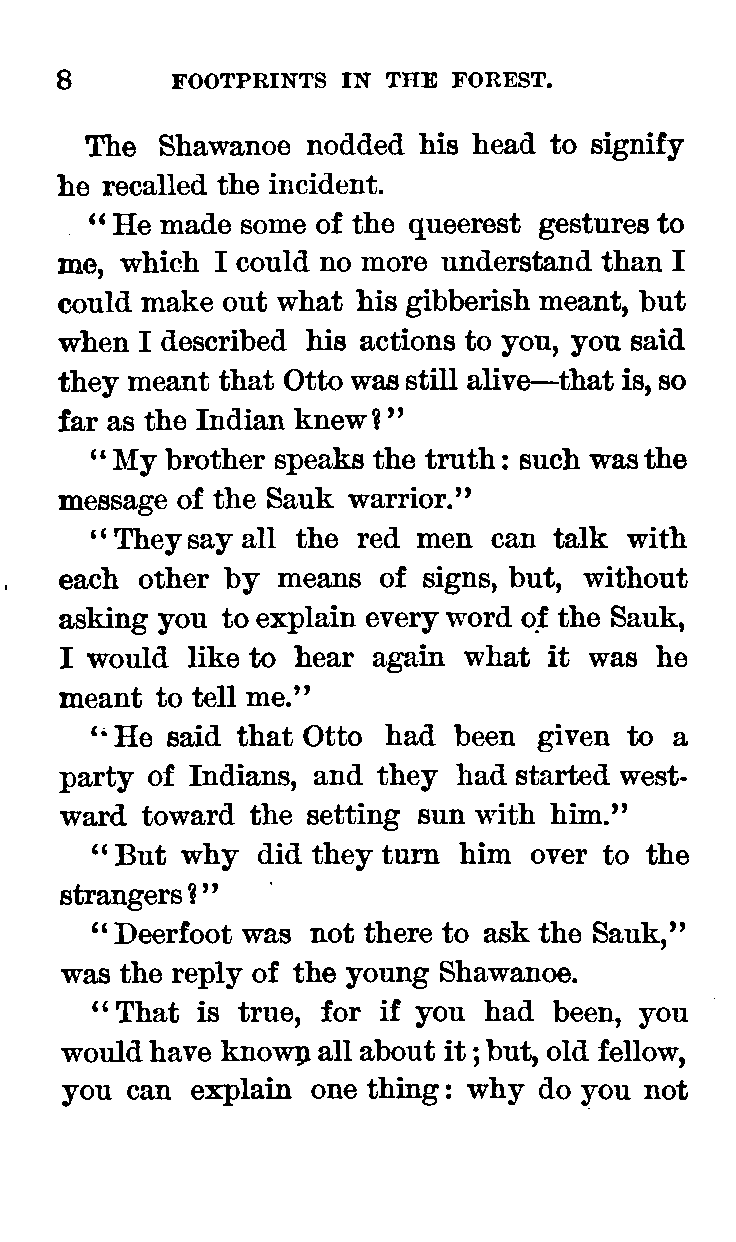 8 FOOTPRINTS IN THE FOREST.
The Shawanoe nodded his head to signify
he recalled the incident.
“He made some of the queerest gestures to
me, which I could no more understand than I
could make out what his gibberish meant, but
when I described his actions to you, you said
they meant that Otto was still alive—that is, so
far as the Indian knew?”
“My brother speaks the truth: such was the
message of the Sauk warrior.”
“They say all the red men can talk with
each other by means of signs, but, without
asking you to explain every word of the Sauk,
I would like to hear again what it was he
meant to tell me.”
“He said that Otto had been given to a
party of Indians, and they had started west-
ward toward the setting sun with him.”
“But why did they turn him over to the
strangers?”
“Deerfoot was not there to ask the Sauk,”
was the reply of the young Shawanoe.
“That is true, for if you had been, you
would have known all about it; but, old fellow,
you can explain one thing: why do you not